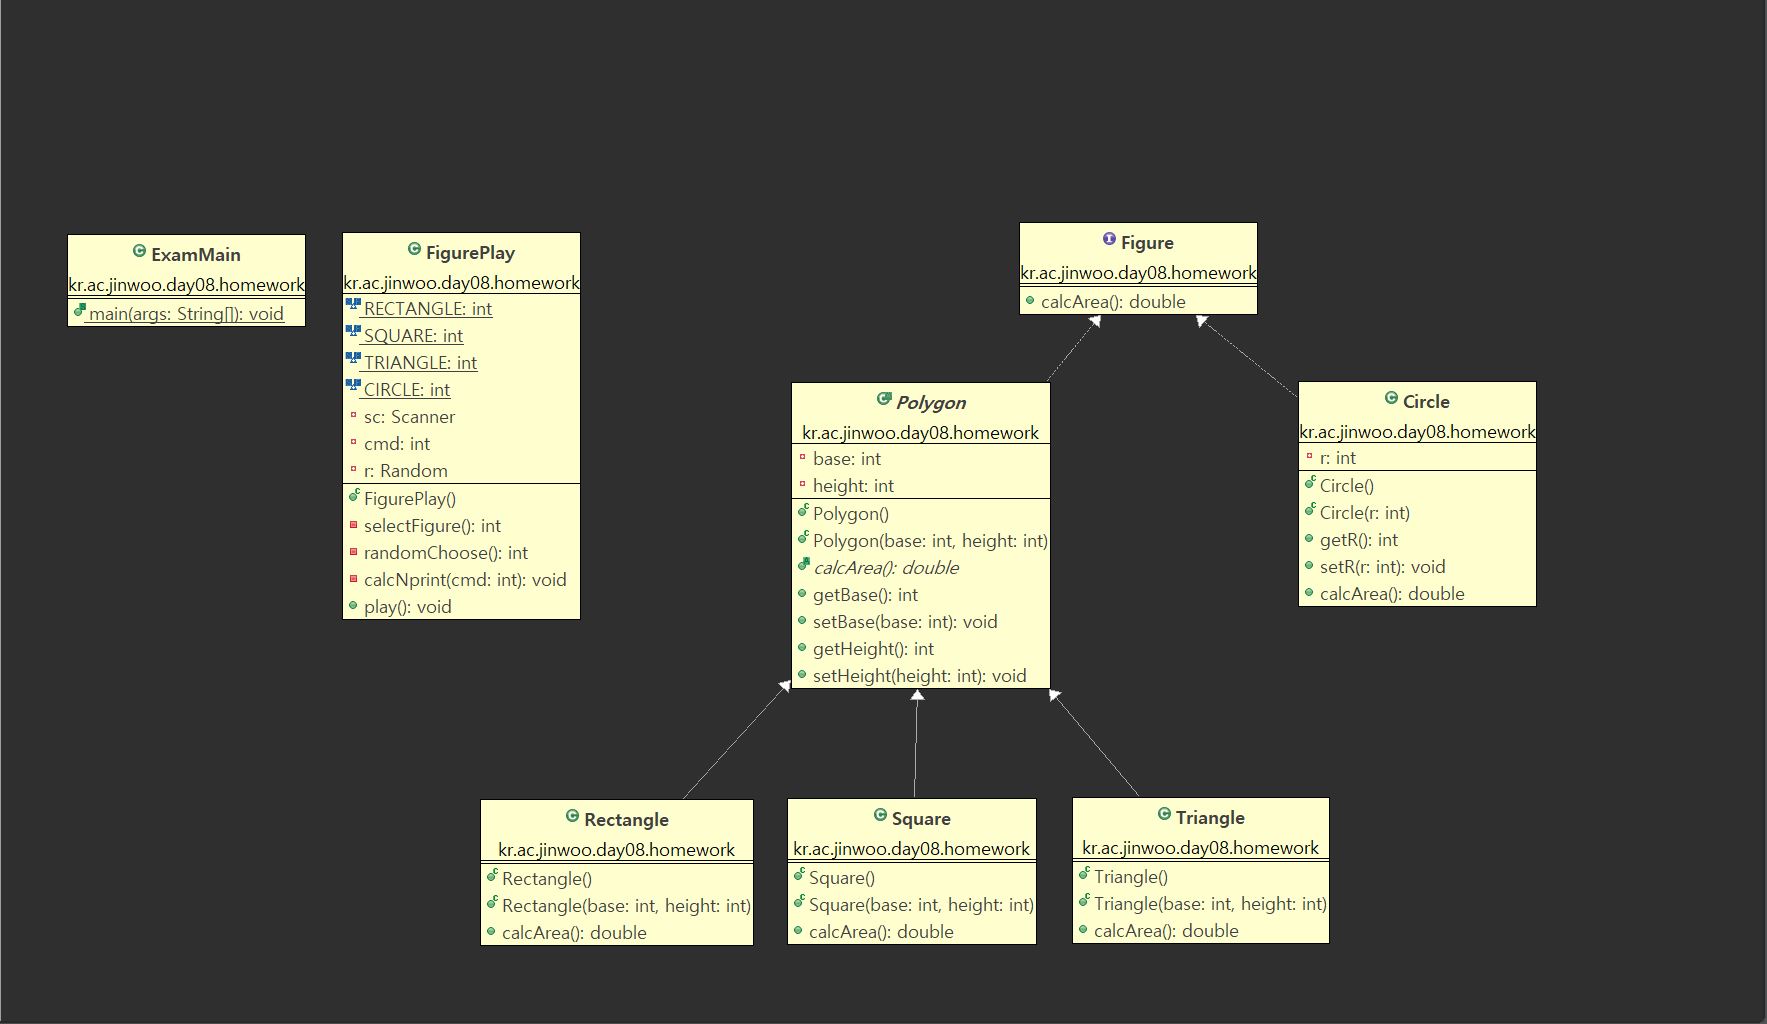 ExamMain
kr.ac.jinwoo.day08.homework
main(args: String[]): void
FigurePlay
kr.ac.jinwoo.day08.homework
RECTANGLE: int
SQUARE: int
TRIANGLE: int
CIRCLE: int
sc: Scanner
cmd: int
r: Random
FigurePlay()
selectFigure(): int
randomChoose(): int
calcNprint(cmd: int): void
play(): void
Figure
kr.ac.jinwoo.day08.homework
calcArea(): double
Polygon
kr.ac.jinwoo.day08.homework
base: int
height: int
Polygon()
Polygon(base: int, height: int)
calcArea(): double
getBase(): int
setBase(base: int): void
getHeight(): int
setHeight(height: int): void
Circle
kr.ac.jinwoo.day08.homework
r: int
Circle()
Circle(r: int)
getR(): int
setR(r: int): void
calcArea(): double
Rectangle
kr.ac.jinwoo.day08.homework
Rectangle()
Rectangle(base: int, height: int)
calcArea(): double
Square
kr.ac.jinwoo.day08.homework
Square()
Square(base: int, height: int)
calcArea(): double
Triangle
kr.ac.jinwoo.day08.homework
Triangle()
Triangle(base: int, height: int)
calcArea(): double